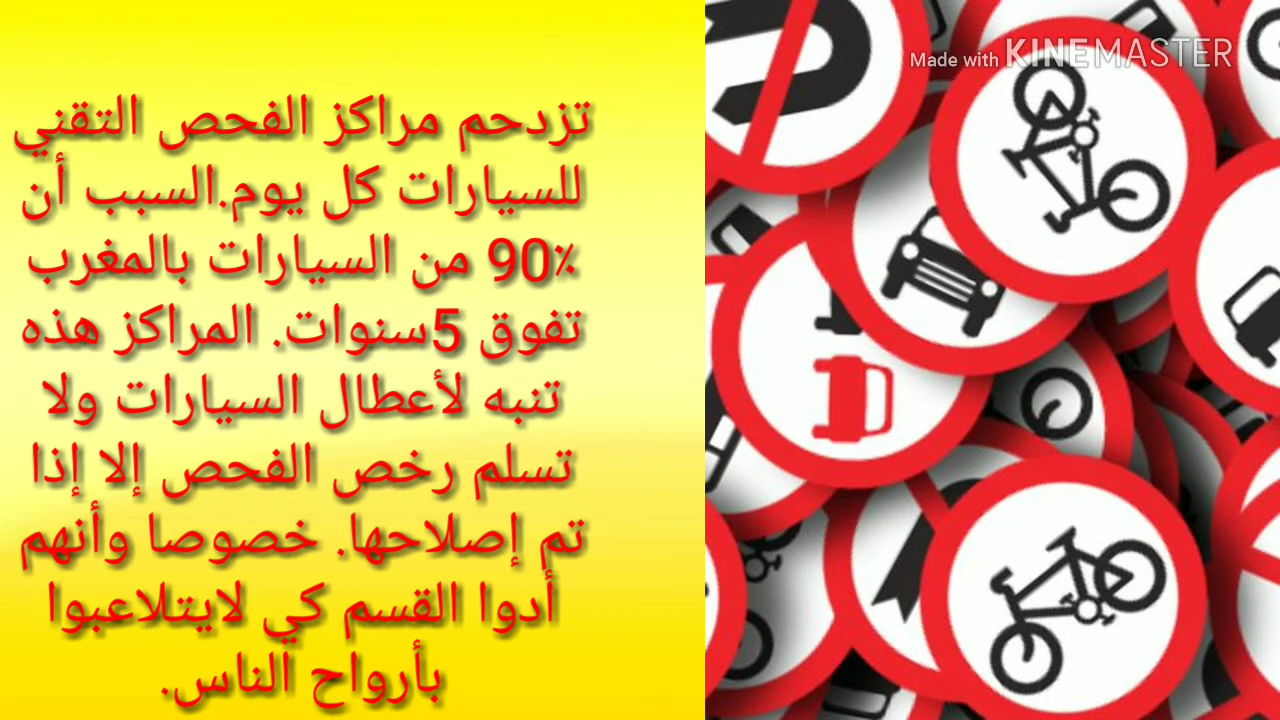 تزدحم مراكز الفحص التقني
للسيارات كل يوم.السبب أن
90٪ من السيارات بالمغرب
تفوق 5سنوات. المراكز هذه
تنبه لأعطال السيارات ولا
تسلم رخص الفحص إلا إذا
تم إصلاحها. خصوصا وأنهم
أدوا القسم كي لايتلاعبوا
بأرواح الناس.
Made with KINEMASTER